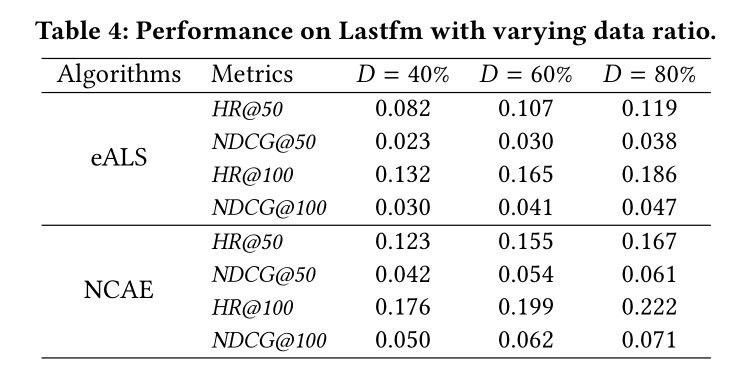 Table 4: Performance on Lastfm with varying data ratio.
Algorithms Metrics D = 40% D = 60% D = 80%
eALS
HR@50 0.082 0.107 0.119
NDCG@50 0.023 0.030 0.038
HR@100 0.132 0.165 0.186
NDCG@100 0.030 0.041 0.047
NCAE
HR@50 0.123 0.155 0.167
NDCG@50 0.042 0.054 0.061
HR@100 0.176 0.199 0.222
NDCG@100 0.050 0.062 0.071